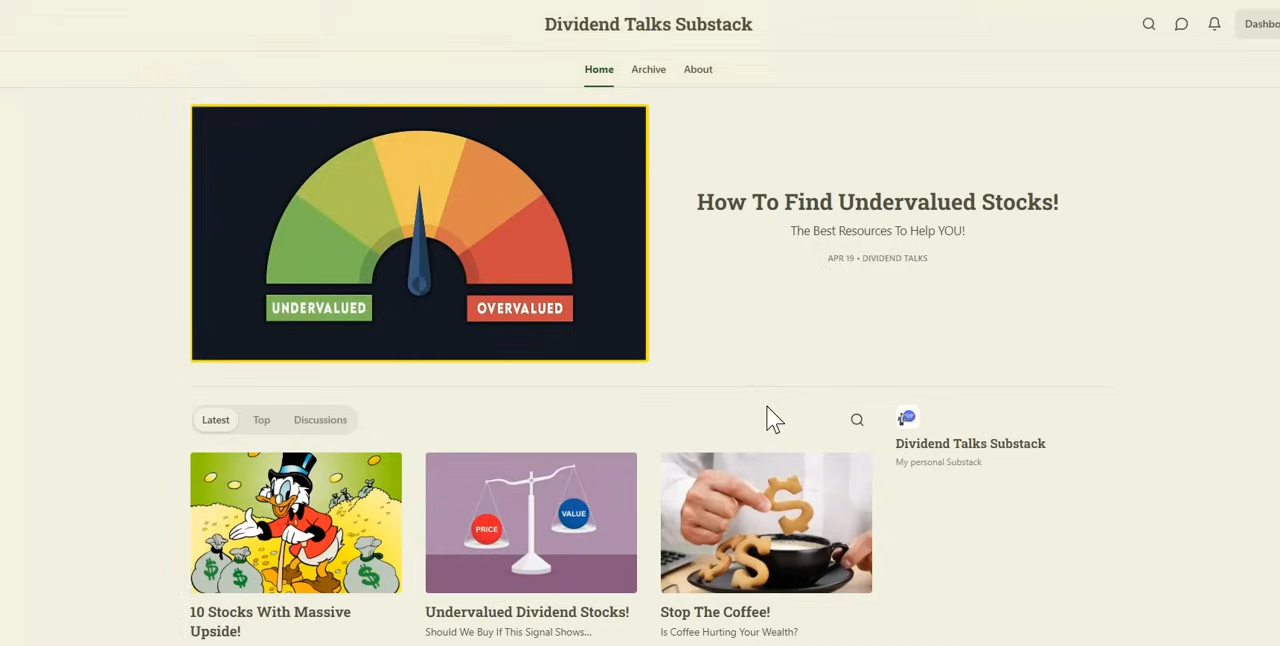 Dividend Talks Substack
Home Archive About
UNDERVALUED
OVERVALUED
How To Find Undervalued Stocks!
The Best Resources To Help YOU!
APR 19 • DIVIDEND TALKS
Latest Top Discussions
Dividend Talks Substack
My personal Substack
$ $ $
PRICE
VALUE
10 Stocks With Massive
Upside!
Undervalued Dividend Stocks!
Should We Buy If This Signal Shows...
Stop The Coffee!
Is Coffee Hurting Your Wealth?